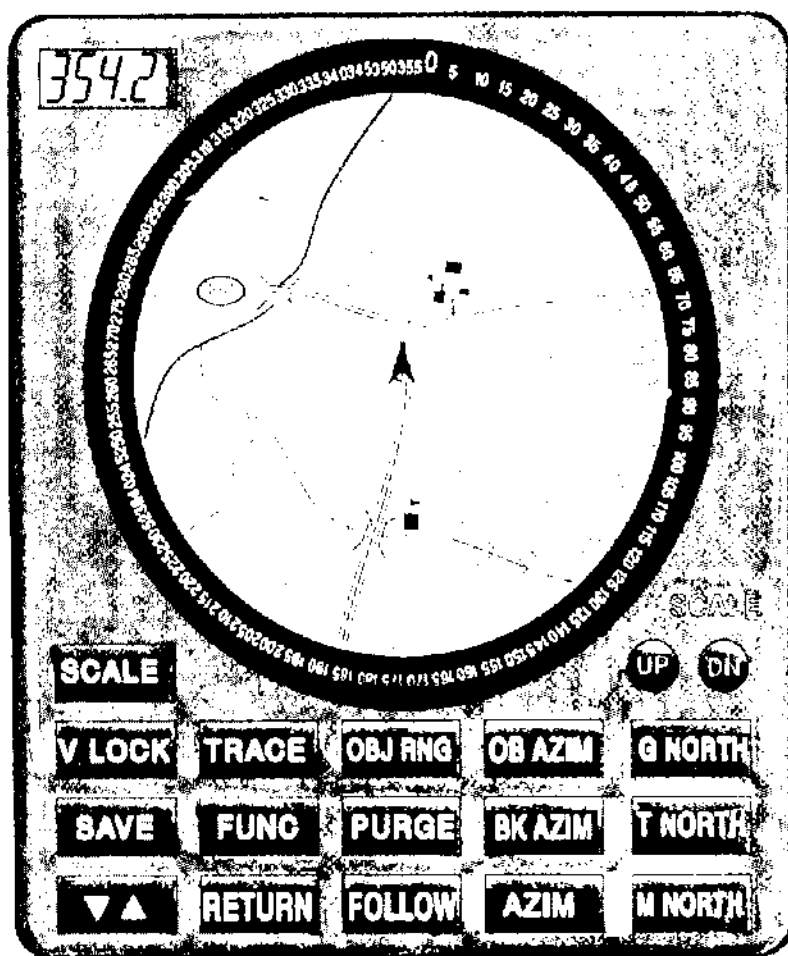 354.2
0 5 10 15 20 25 30 35 40 45 50 55 60 65 70 75 80 85 90 95 100 105 110 115 120 125 130 135 140 145 150 155 160 165 170 175 180 185 190 195 200 205 210 215 220 225 230 235 240 245 250 255 260 265 270 275 280 285 290 295 300 305 310 315 320 325 330 335 340 345 350 355
SCALE
SCALE UP DN
V LOCK TRACE OBJ RNG OB AZIM G NORTH
SAVE FUNC PURGE BK AZIM T NORTH
▼▲ RETURN FOLLOW AZIM M NORTH